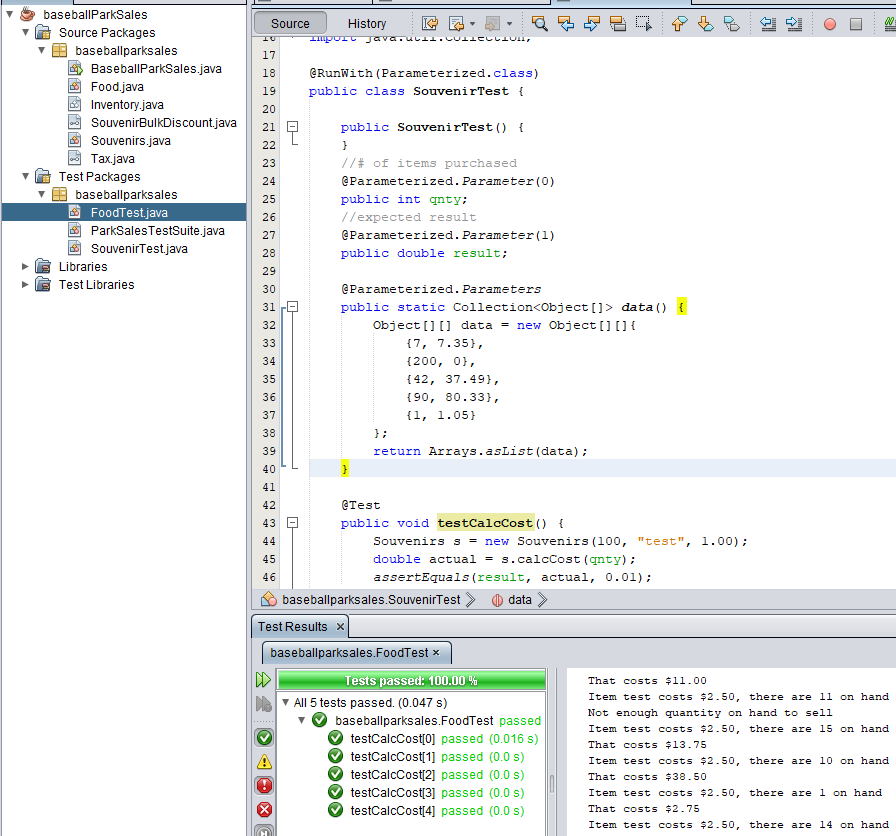 baseballParkSales
Source Packages
baseballparksales
BaseballParkSales.java
Food.java
Inventory.java
SouvenirBulkDiscount.java
Souvenirs.java
Tax.java
Test Packages
baseballparksales
FoodTest.java
ParkSalesTestSuite.java
SouvenirTest.java
Libraries
Test Libraries
Source History
16 import java.util.Collection;
17
18 @RunWith(Parameterized.class)
19 public class SouvenirTest {
20
21 public SouvenirTest() {
22 }
23 //# of items purchased
24 @Parameterized.Parameter(0)
25 public int qnty;
26 //expected result
27 @Parameterized.Parameter(1)
28 public double result;
29
30 @Parameterized.Parameters
31 public static Collection<Object[]> data() {
32 Object[][] data = new Object[][]{
33 {7, 7.35},
34 {200, 0},
35 {42, 37.49},
36 {90, 80.33},
37 {1, 1.05}
38 };
39 return Arrays.asList(data);
40 }
41
42 @Test
43 public void testCalcCost() {
44 Souvenirs s = new Souvenirs(100, "test", 1.00);
45 double actual = s.calcCost(qnty);
46 assertEquals(result, actual, 0.01);
baseballparksales.SouvenirTest data
Test Results ×
baseballparksales.FoodTest ×
Tests passed: 100.00 %
All 5 tests passed. (0.047 s)
baseballparksales.FoodTest passed
testCalcCost[0] passed (0.016 s)
testCalcCost[1] passed (0.0 s)
testCalcCost[2] passed (0.0 s)
testCalcCost[3] passed (0.0 s)
testCalcCost[4] passed (0.0 s)
That costs $11.00
Item test costs $2.50, there are 11 on hand
Not enough quantity on hand to sell
Item test costs $2.50, there are 15 on hand
That costs $13.75
Item test costs $2.50, there are 10 on hand
That costs $38.50
Item test costs $2.50, there are 1 on hand
That costs $2.75
Item test costs $2.50, there are 14 on hand